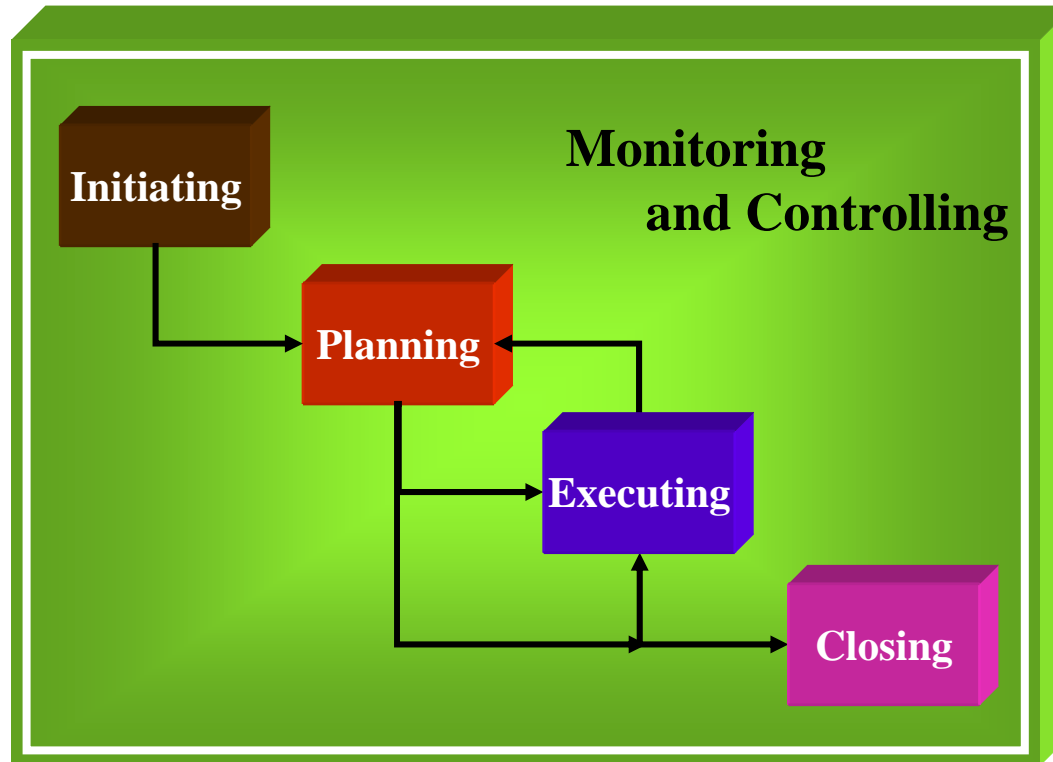 Initiating
Monitoring
and Controlling
Planning
Executing
Closing